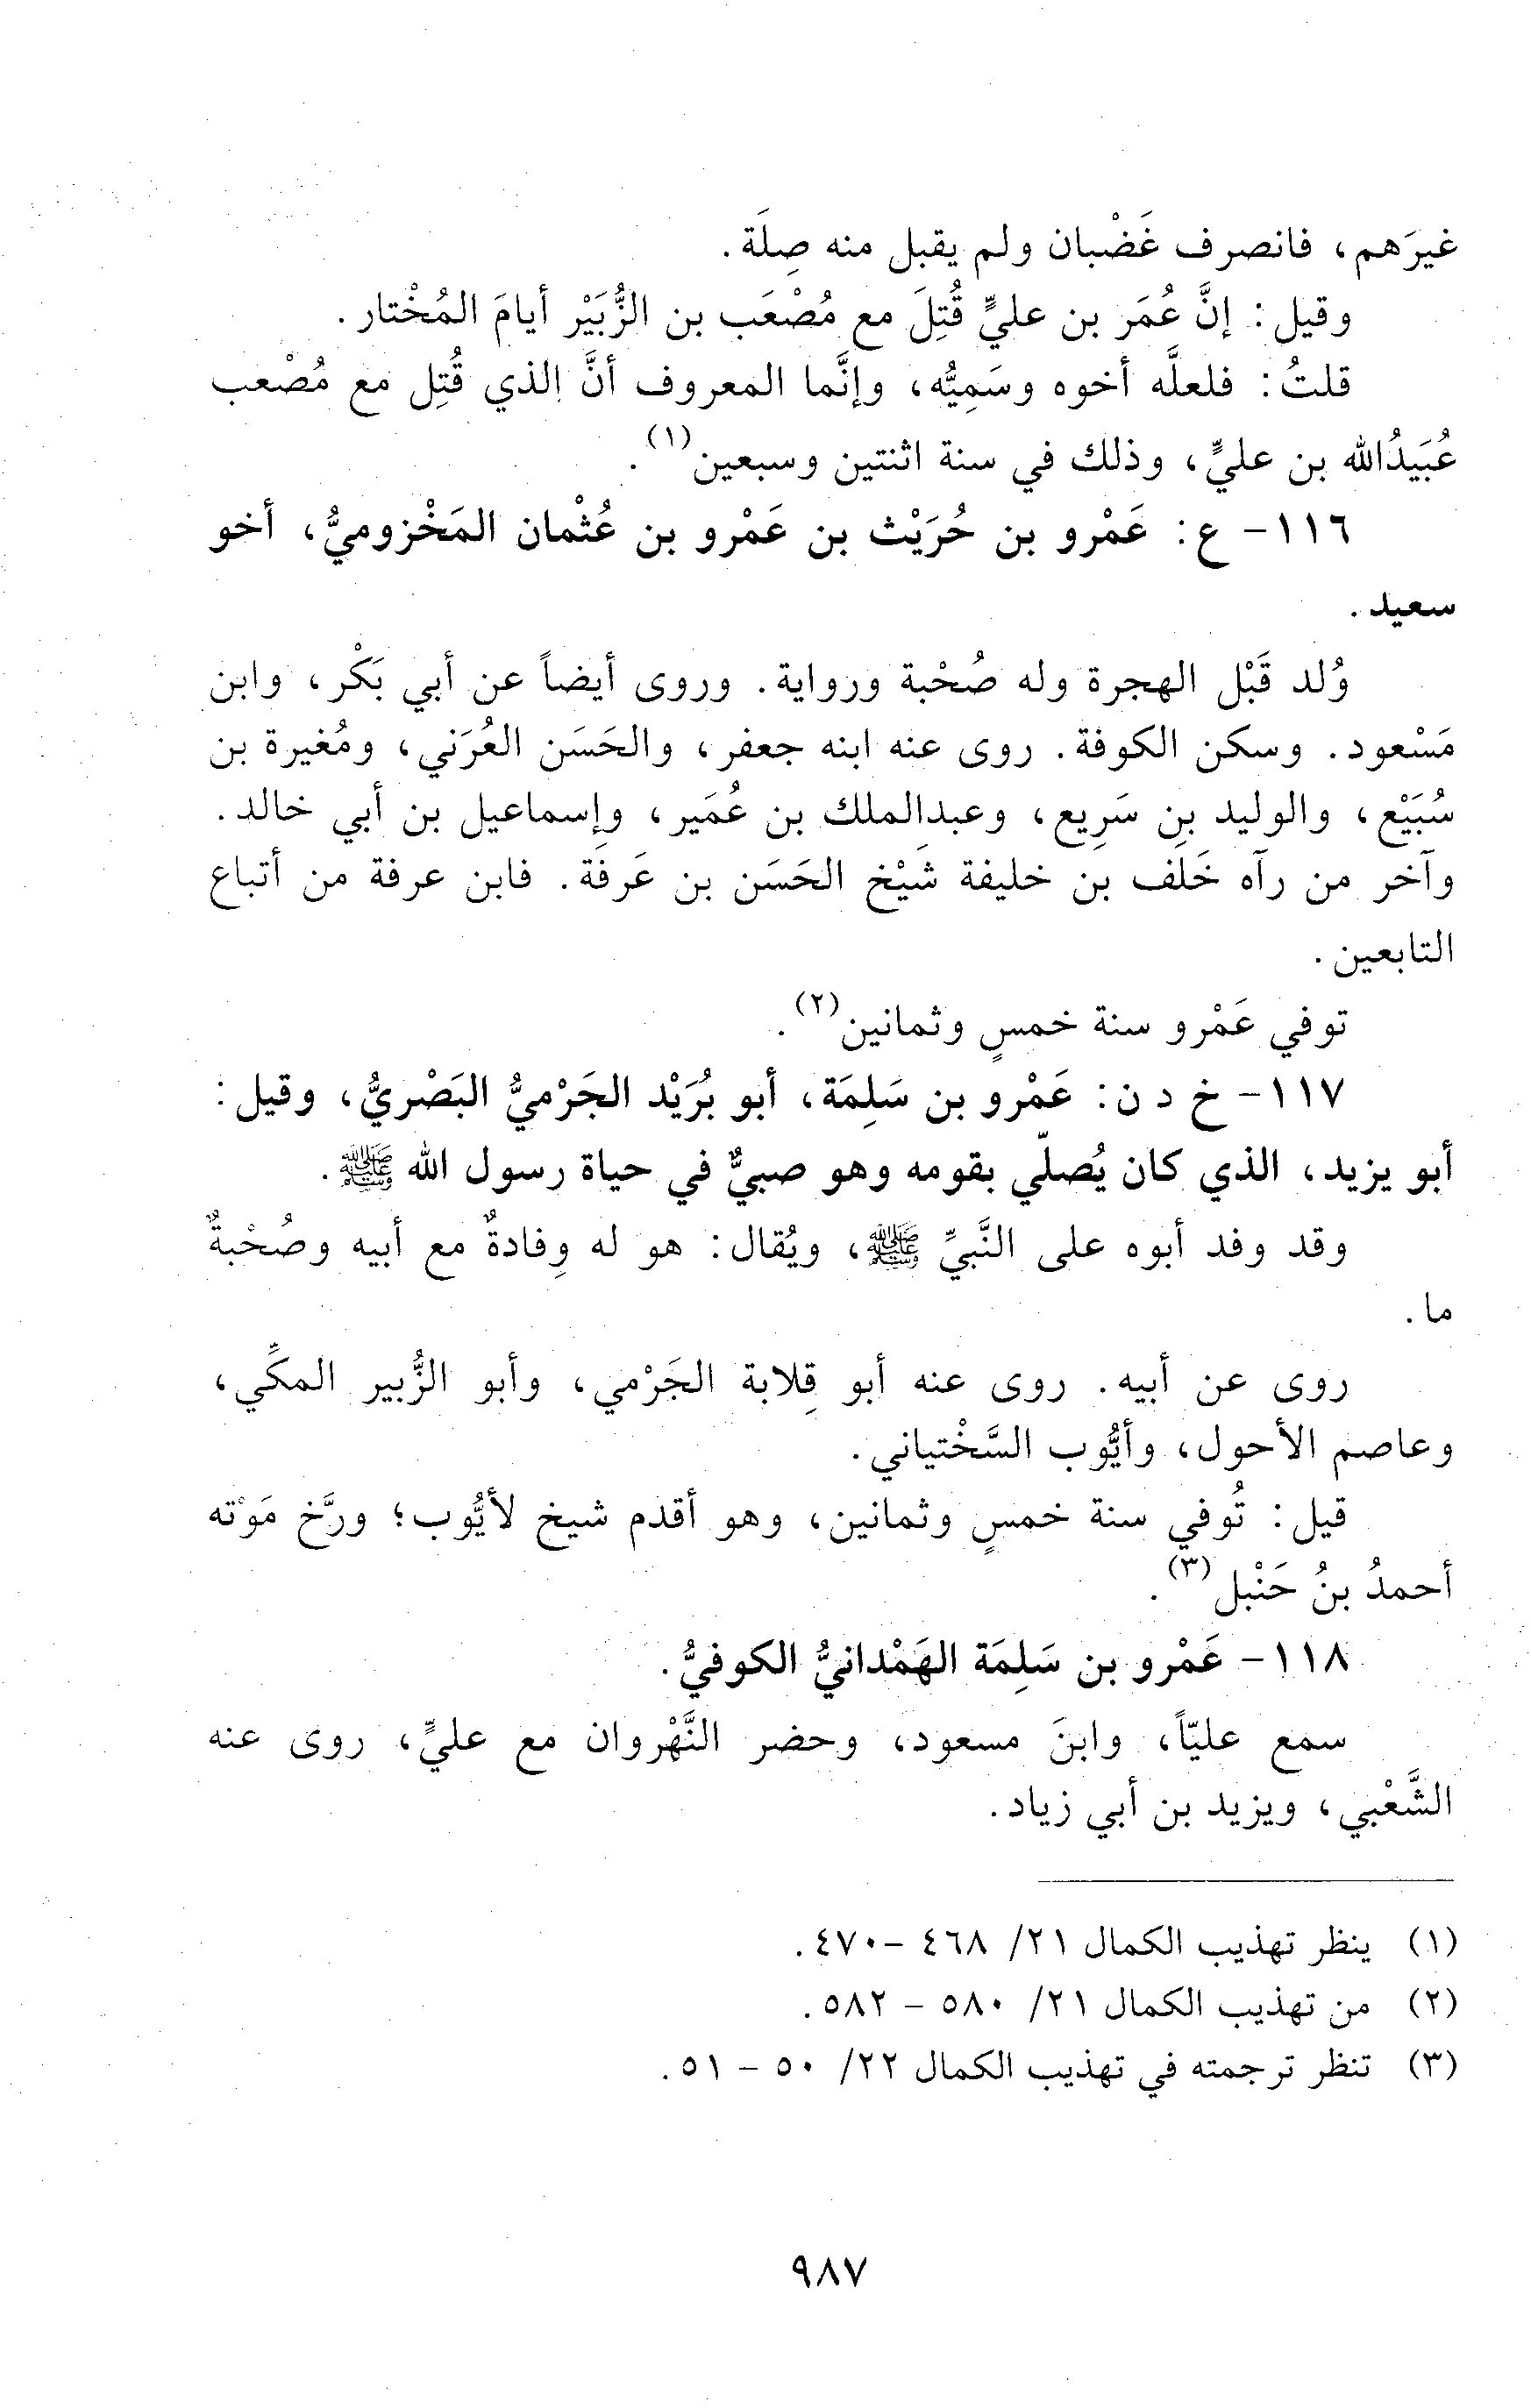 غيرَهم، فانصرف غَضْبان ولم يقبل منه صِلَة.
وقيل: إنَّ عُمَر بن عليٍّ قُتِلَ مع مُصْعَب بن الزُّبَيْر أيامَ المُخْتار.
قلتُ: فلعلَّه أخوه وسَمِيُّه، وإنَّما المعروف أنَّ الذي قُتِل مع مُصْعب
عُبَيدُالله بن عليٍّ، وذلك في سنة اثنتين وسبعين(١).
١١٦- ع: عَمْرو بن حُرَيْث بن عَمْرو بن عُثْمان المَخْزوميُّ، أخو
سعيد.
وُلد قَبْل الهجرة وله صُحْبة ورواية. وروى أيضاً عن أبي بَكْر، وابن
مَسْعود. وسكن الكوفة. روى عنه ابنه جعفر، والحَسَن العُرَني، ومُغيرة بن
سُبَيْع، والوليد بن سَرِيع، وعبدِالملك بن عُمَير، وإسماعيل بن أبي خالد.
وآخر من رآه خَلَف بن خليفة شَيْخ الحَسَن بن عَرفة. فابن عرفة من أتباع
التابعين.
توفي عَمْرو سنة خمسٍ وثمانين(٢).
١١٧- خ د ن: عَمْرو بن سَلِمَة، أبو بُرَيْد الجَرْميُّ البَصْريُّ، وقيل:
أبو يزيد، الذي كان يُصلّي بقومه وهو صبيٌّ في حياة رسول الله ﷺ.
وقد وفد أبوه على النَّبيِّ ﷺ، ويُقال: هو له وِفادةٌ مع أبيه وصُحْبةٌ
ما.
روى عن أبيه. روى عنه أبو قِلابة الجَرْمي، وأبو الزُّبير المكِّي،
وعاصم الأحول، وأيُّوب السَّخْتياني.
قيل: تُوفي سنة خمسٍ وثمانين، وهو أقدم شيخ لأيُّوب؛ ورَّخ مَوْته
أحمدُ بنُ حَنْبل(٣).
١١٨- عَمْرو بن سَلِمَة الهَمْدانيُّ الكوفيُّ.
سمع عليّاً، وابنَ مسعود، وحضر النَّهْروان مع عليٍّ، روى عنه
الشَّعْبي، ويزيد بن أبي زياد.
(١) ينظر تهذيب الكمال ٢١/ ٤٦٨ -٤٧٠.
(٢) من تهذيب الكمال ٢١/ ٥٨٠ - ٥٨٢.
(٣) تنظر ترجمته في تهذيب الكمال ٢٢/ ٥٠ - ٥١.
٩٨٧